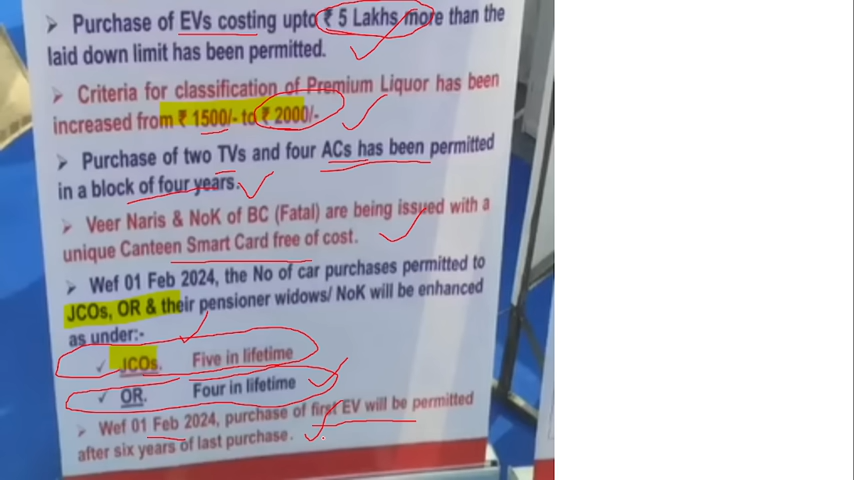 ➢ Purchase of EVs costing upto ₹ 5 Lakhs more than the
laid down limit has been permitted.
➢ Criteria for classification of Premium Liquor has been
increased from ₹ 1500/- to ₹ 2000/-
➢ Purchase of two TVs and four ACs has been permitted
in a block of four years.
➢ Veer Naris & NoK of BC (Fatal) are being issued with a
unique Canteen Smart Card free of cost.
➢ Wef 01 Feb 2024, the No of car purchases permitted to
JCOs, OR & their pensioner widows/ NoK will be enhanced
as under:-
✓ JCOs. Five in lifetime
✓ OR. Four in lifetime
➢ Wef 01 Feb 2024, purchase of first EV will be permitted
after six years of last purchase.